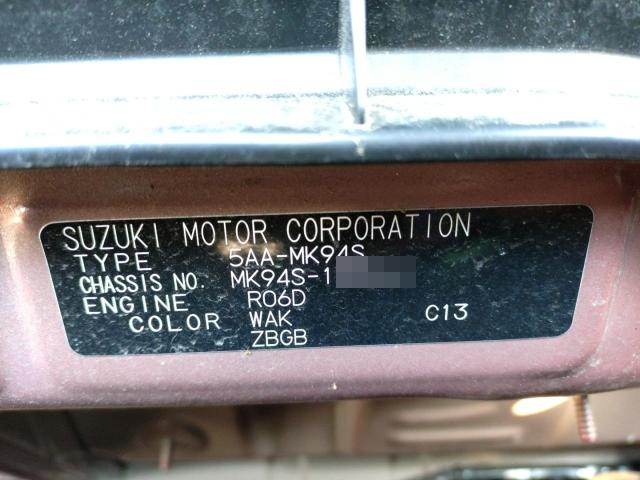 SUZUKI MOTOR CORPORATION
TYPE 5AA-MK94S
CHASSIS NO. MK94S-1
ENGINE R06D
COLOR WAK C13
ZBGB